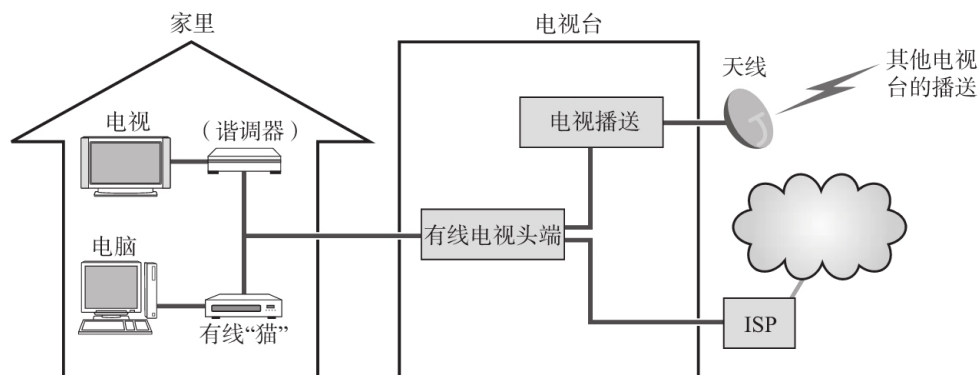 家里
电视台
天线
其他电视
台的播送
电视
（谐调器）
电视播送
有线电视头端
电脑
有线“猫”
ISP